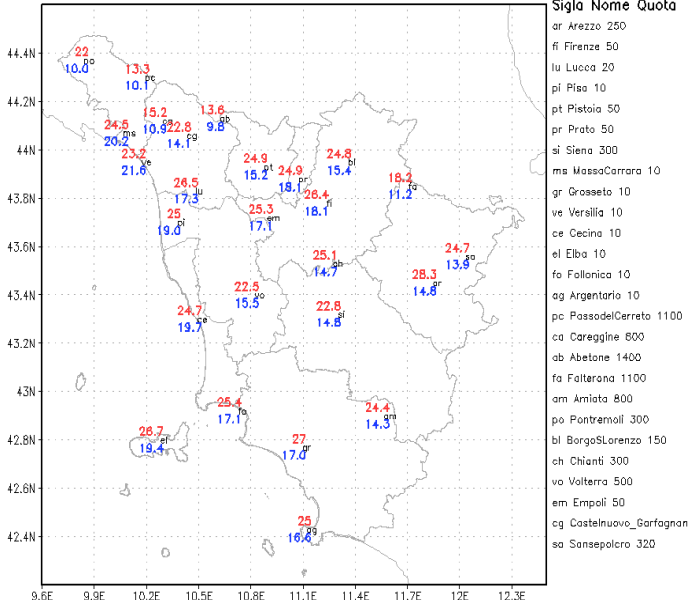 Sigla Nome Quota
ar Arezzo 250
fi Firenze 50
lu Lucca 20
pi Pisa 10
pt Pistoia 50
pr Prato 50
si Siena 300
ms MassaCarrara 10
gr Grosseto 10
ve Versilia 10
ce Cecina 10
el Elba 10
fo Follonica 10
ag Argentario 10
pc PassodelCerreto 1100
ca Careggine 800
ab Abetone 1400
fa Falterona 1100
am Amiata 800
po Pontremoli 300
bl BorgoSLorenzo 150
ch Chianti 300
vo Volterra 500
em Empoli 50
cg Castelnuovo_Garfagnan
sa Sansepolcro 320
44.4N
22
po
10.0
13.3
pc
10.1
44.2N
15.2
ca
10.9
13.6
ab
9.8
22.8
cg
14.1
24.5
ms
20.2
44N
23.2
ve
21.6
24.9
pt
15.2
24.9
pr
18.1
24.8
bl
15.4
18.2
fa
11.2
43.8N
26.5
lu
17.3
26.4
fi
18.1
25
pi
19.0
25.3
em
17.1
43.6N
25.1
ch
14.7
24.7
sa
13.9
28.3
ar
14.8
43.4N
22.5
vo
15.5
24.7
ce
19.7
22.8
si
14.8
43.2N
43N
25.4
fo
17.1
24.4
am
14.3
42.8N
26.7
el
19.4
27
gr
17.0
42.6N
42.4N
25
ag
16.6
9.6E 9.9E 10.2E 10.5E 10.8E 11.1E 11.4E 11.7E 12E 12.3E